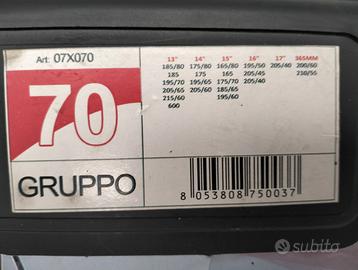 Art: 07X070
70
GRUPPO
13" 14" 15" 16" 17" 365MM
185/80 175/80 165/80 195/50 205/40 200/60
185 175 165 205/45 210/55
195/70 195/65 175/70 205/40
205/65 205/60 185/65
215/60 195/60
600
8 053808 750037
subito